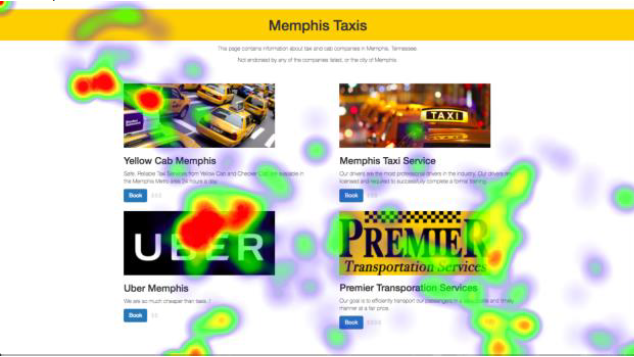 Memphis Taxis
This page contains information about taxi and cab companies in Memphis, Tennessee
Not endorsed by any of the companies listed, or the city of Memphis
TAXI
Yellow Cab Memphis
Safe, Reliable Taxi Services from Yellow Cab and Checker Cab are available in
the Memphis Metro area 24 hours a day
Book
$$$
Memphis Taxi Service
Our drivers are the most professional drivers in the industry. Our drivers are
licensed and required to successfully complete a formal training
Book
$$$
UBER
Uber Memphis
We are so much cheaper than taxis.
Book
$$
PREMIER
Transportation Services
Premier Transporation Services
Our goal is to efficiently transport our passengers in a safe and timely
manner at a fair price.
Book
$$$$